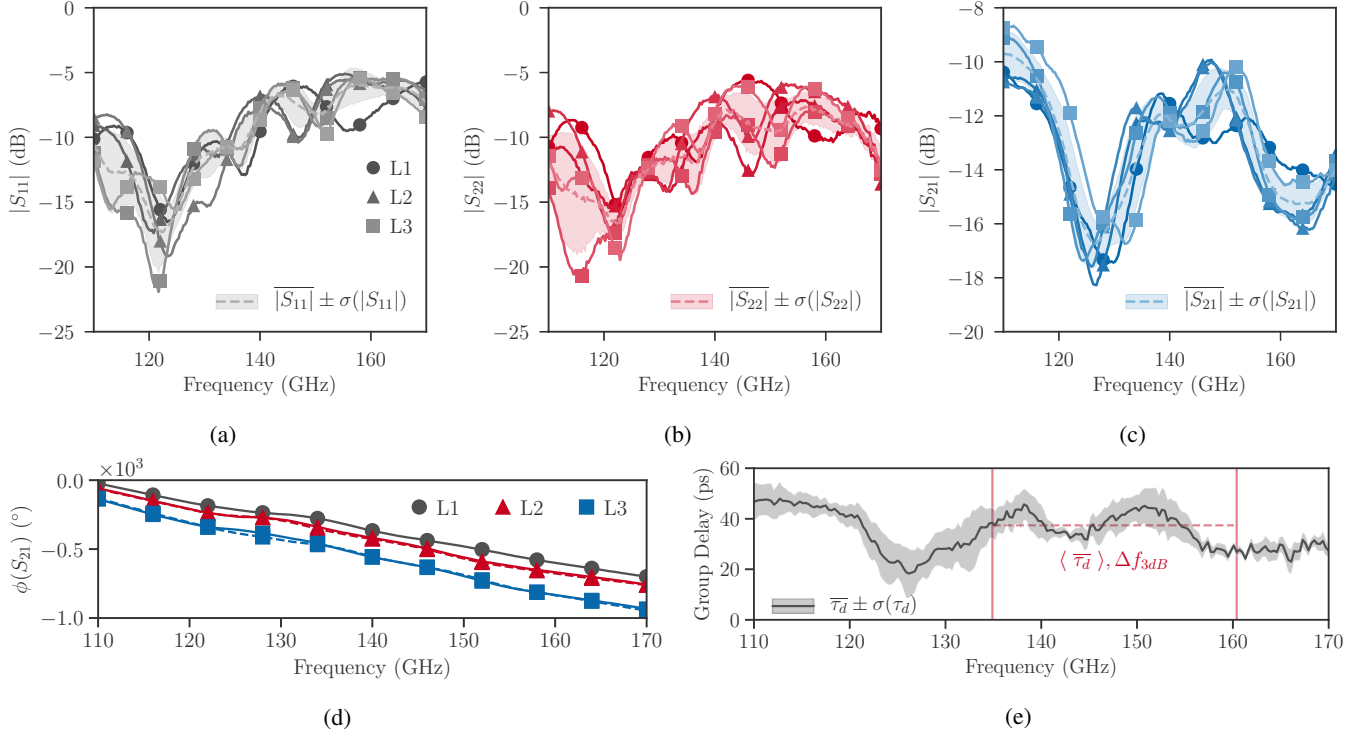 0
−5
−10
−15
−20
−25
|S11| (dB)
120
140
160
Frequency (GHz)
L1
L2
L3
|S11| ± σ(|S11|)
(a)
0
−5
−10
−15
−20
−25
|S22| (dB)
120
140
160
Frequency (GHz)
|S22| ± σ(|S22|)
(b)
−8
−10
−12
−14
−16
−18
−20
|S21| (dB)
120
140
160
Frequency (GHz)
|S21| ± σ(|S21|)
(c)
×10³
0.0
−0.5
−1.0
ϕ(S21) (°)
110 120 130 140 150 160 170
Frequency (GHz)
L1 L2 L3
(d)
60
40
20
0
Group Delay (ps)
110 120 130 140 150 160 170
Frequency (GHz)
⟨ τd ⟩, Δf3dB
τd ± σ(τd)
(e)